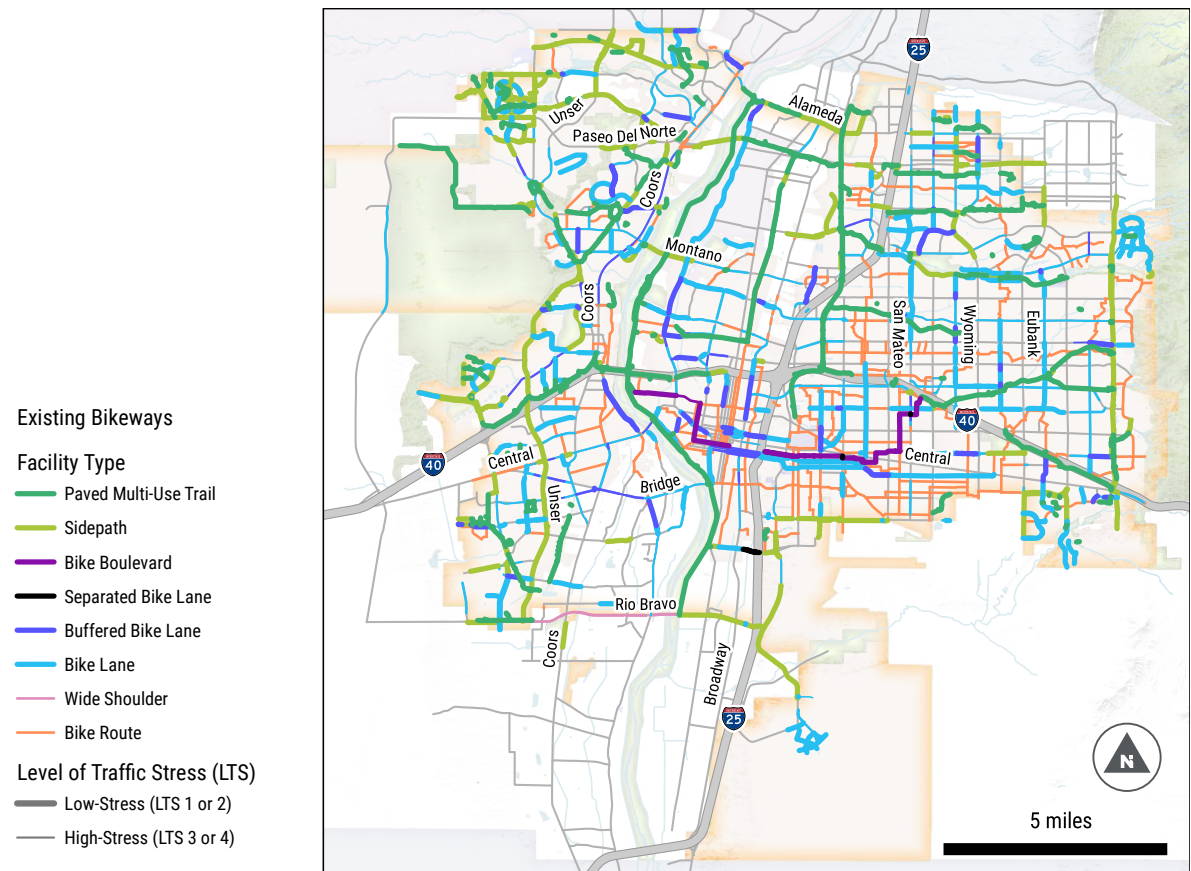 Existing Bikeways
Facility Type
Paved Multi-Use Trail
Sidepath
Bike Boulevard
Separated Bike Lane
Buffered Bike Lane
Bike Lane
Wide Shoulder
Bike Route
Level of Traffic Stress (LTS)
Low-Stress (LTS 1 or 2)
High-Stress (LTS 3 or 4)
25
Alameda
Unser
Paseo Del Norte
Coors
Montano
Coors
San Mateo
Wyoming
Eubank
40
Central
40
Central
Unser
Bridge
Rio Bravo
Coors
Broadway
25
N
5 miles